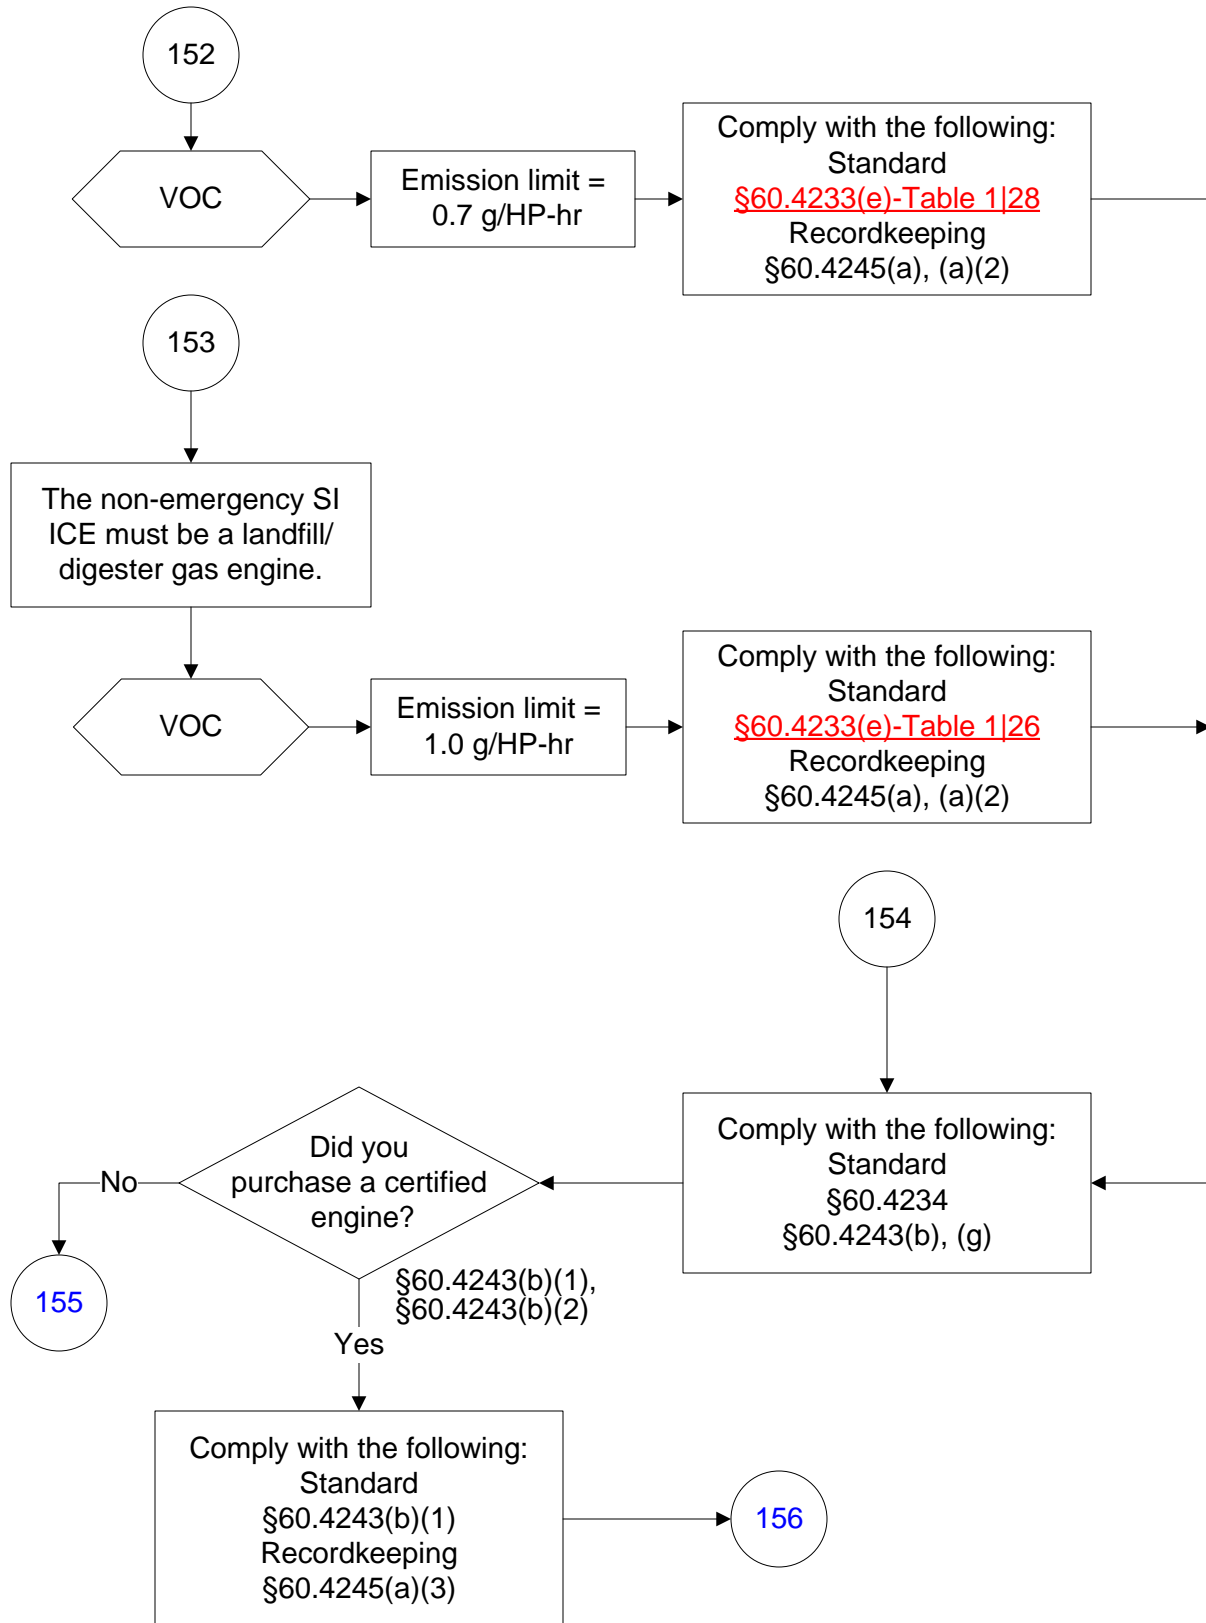 152
VOC
Emission limit =
0.7 g/HP-hr
Comply with the following:
Standard
§60.4233(e)-Table 1|28
Recordkeeping
§60.4245(a), (a)(2)
153
The non-emergency SI
ICE must be a landfill/
digester gas engine.
VOC
Emission limit =
1.0 g/HP-hr
Comply with the following:
Standard
§60.4233(e)-Table 1|26
Recordkeeping
§60.4245(a), (a)(2)
154
Comply with the following:
Standard
§60.4234
§60.4243(b), (g)
Did you
purchase a certified
engine?
No
155
§60.4243(b)(1),
§60.4243(b)(2)
Yes
Comply with the following:
Standard
§60.4243(b)(1)
Recordkeeping
§60.4245(a)(3)
156